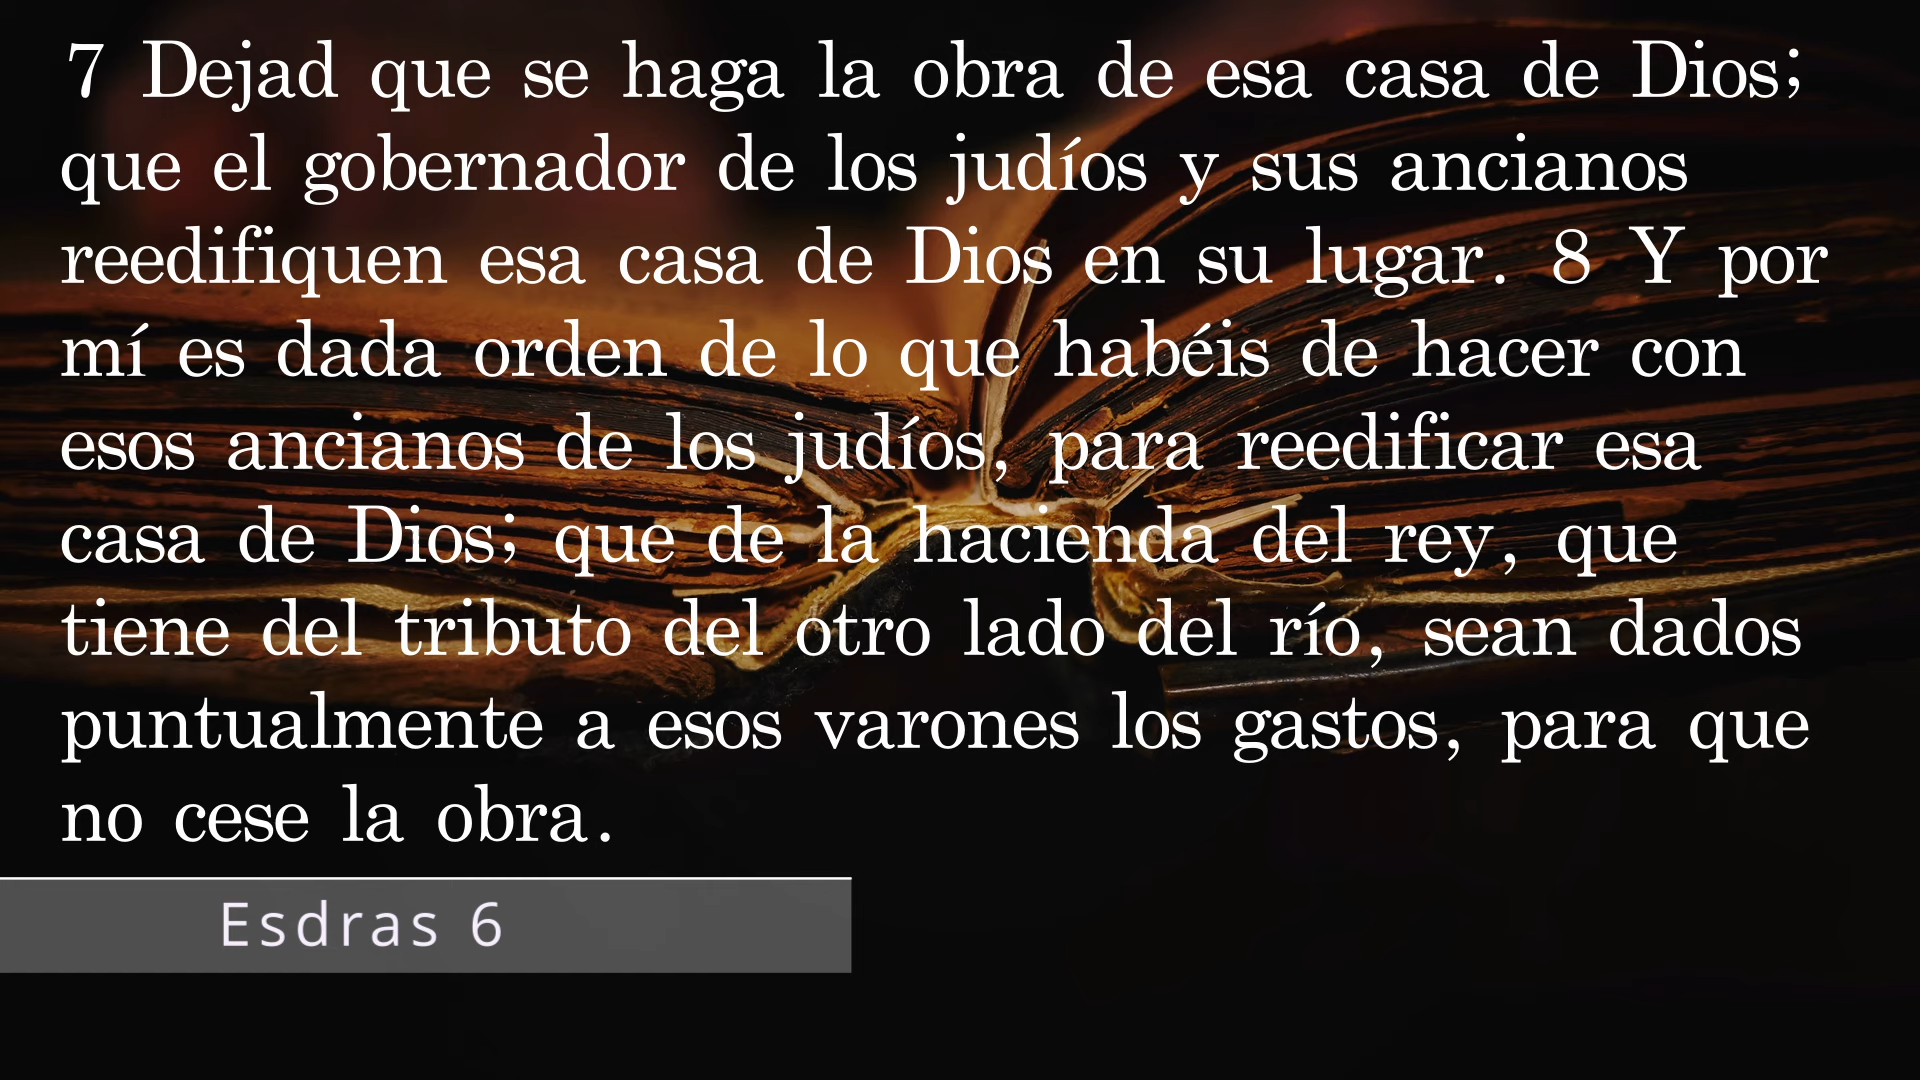 7 Dejad que se haga la obra de esa casa de Dios;
que el gobernador de los judíos y sus ancianos
reedifiquen esa casa de Dios en su lugar. 8 Y por
mí es dada orden de lo que habéis de hacer con
esos ancianos de los judíos, para reedificar esa
casa de Dios; que de la hacienda del rey, que
tiene del tributo del otro lado del río, sean dados
puntualmente a esos varones los gastos, para que
no cese la obra.
Esdras 6